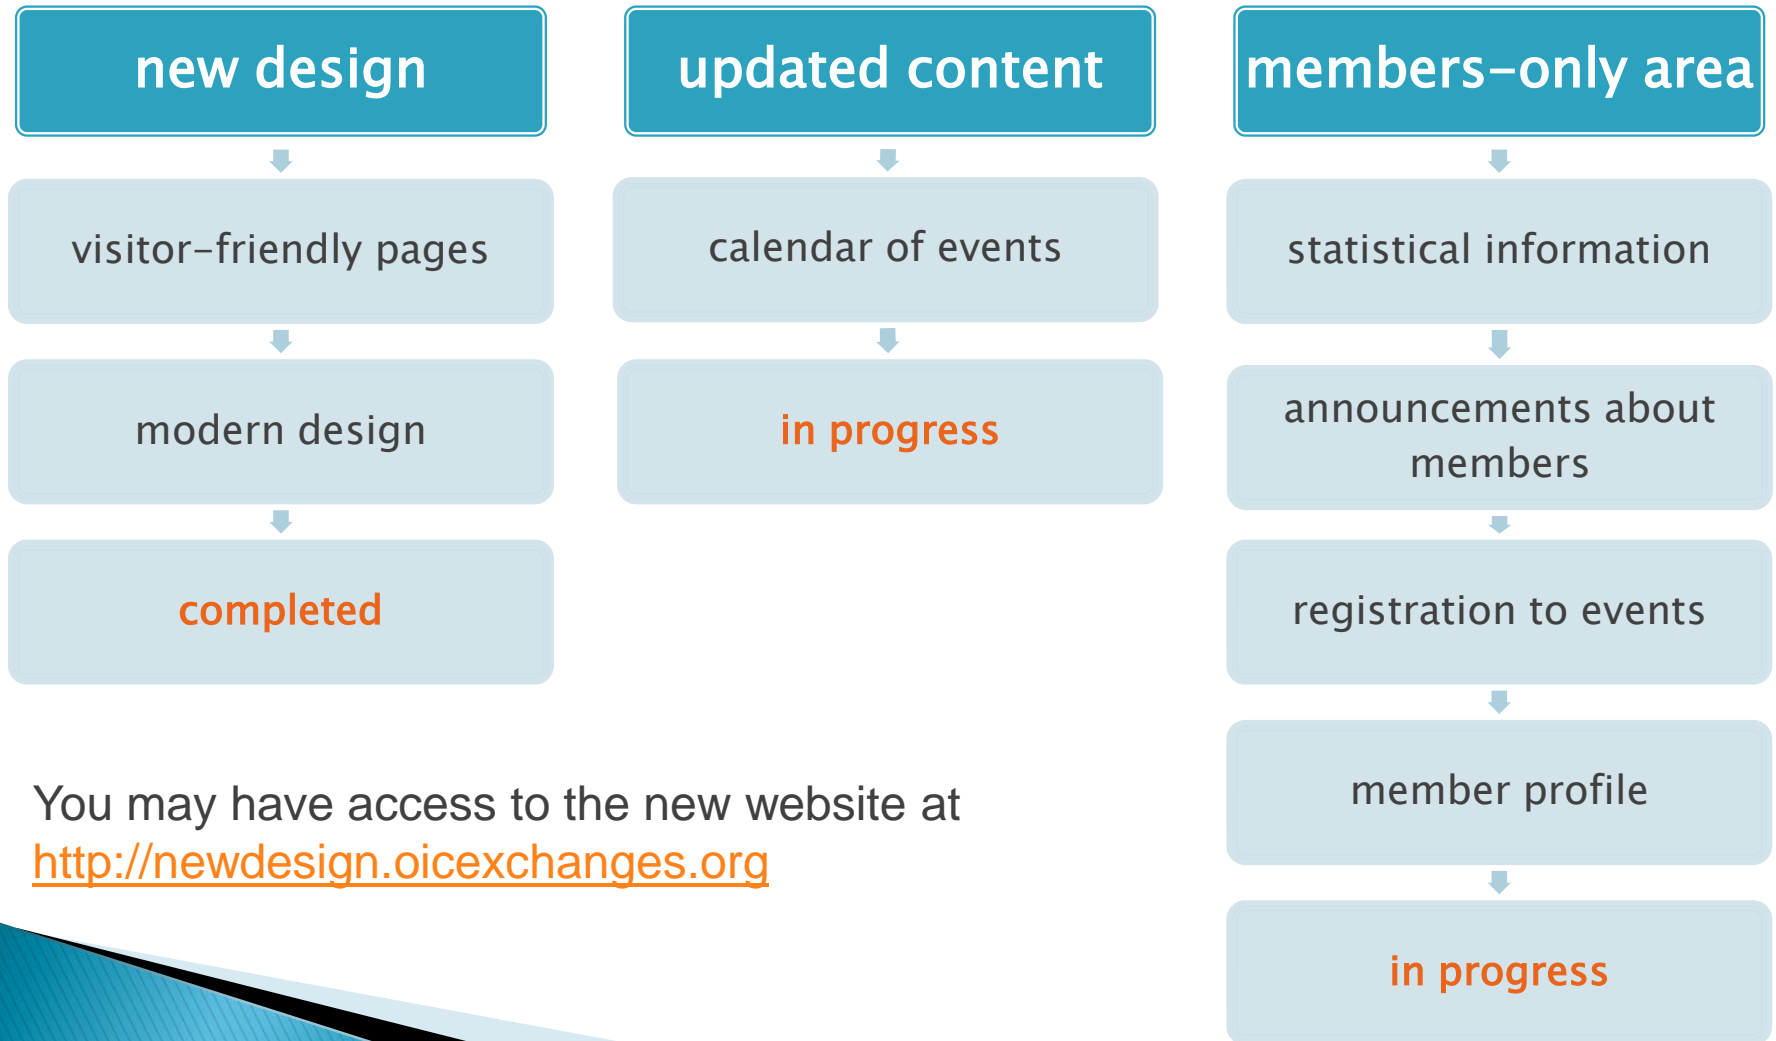 new design
visitor-friendly pages
modern design
completed
updated content
calendar of events
in progress
members-only area
statistical information
announcements about
members
registration to events
member profile
in progress
You may have access to the new website at
http://newdesign.oicexchanges.org